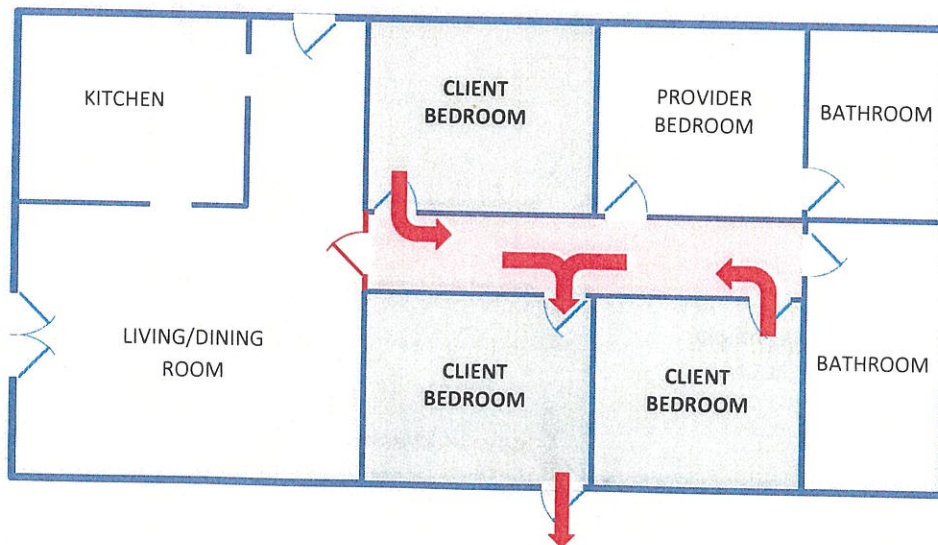 KITCHEN
CLIENT
BEDROOM
PROVIDER
BEDROOM
BATHROOM
LIVING/DINING
ROOM
CLIENT
BEDROOM
CLIENT
BEDROOM
BATHROOM